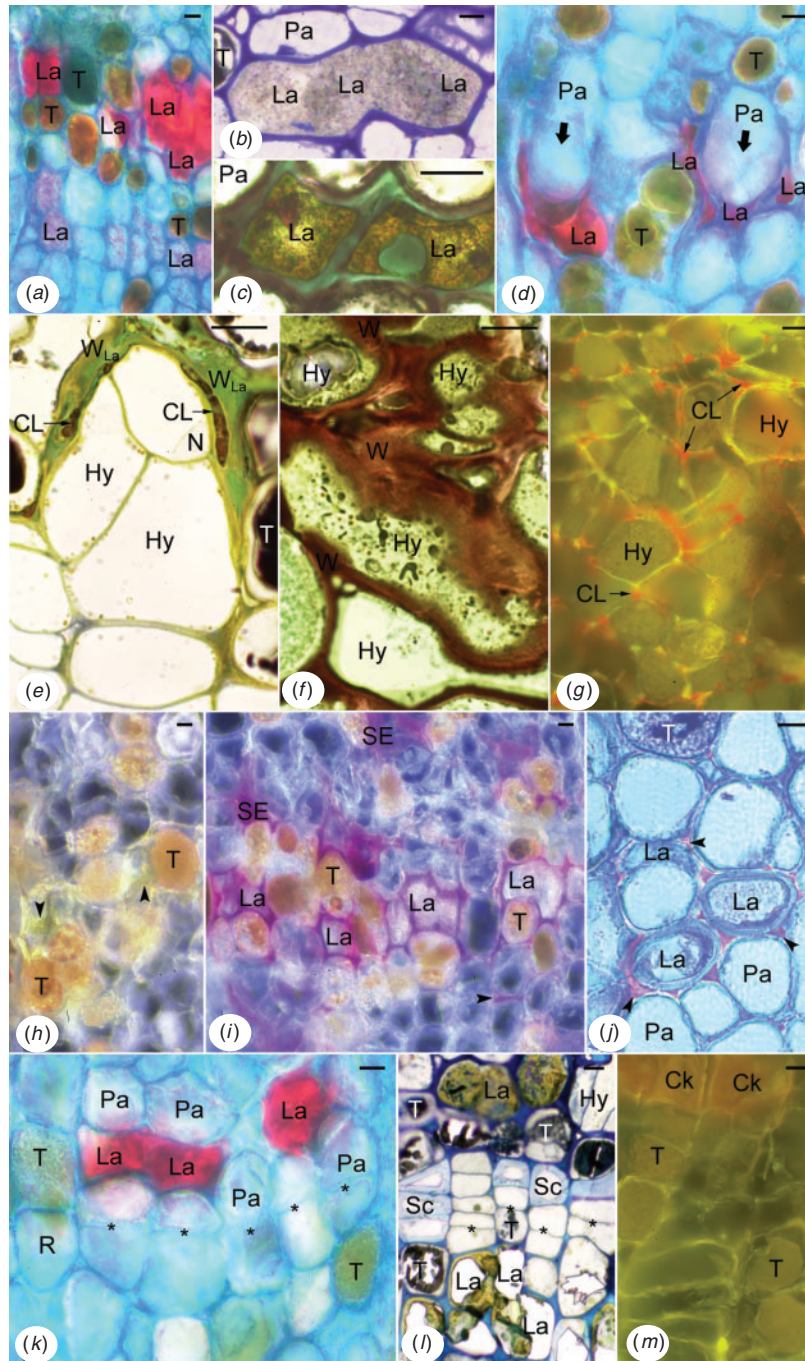 La T
T La La
La
T
La La
(a)
Pa
T
La La La
(b)
Pa
La La
(c)
T
Pa Pa
La La
T La
La
(d)
W La W La
CL CL
N
Hy
Hy
T
(e)
W
Hy Hy
W
Hy
W
Hy
(f)
CL
Hy
Hy
CL
(g)
T
T
(h)
SE
SE
T
La La La
La T
(i)
T
La
La
La
Pa
Pa
(j)
Pa Pa La
La La
T
Pa Pa
*
*
* * *
R
T
(k)
La
T T Hy
Sc Sc
*
* T * *
T
La La
La
(l)
Ck Ck
T
T
(m)